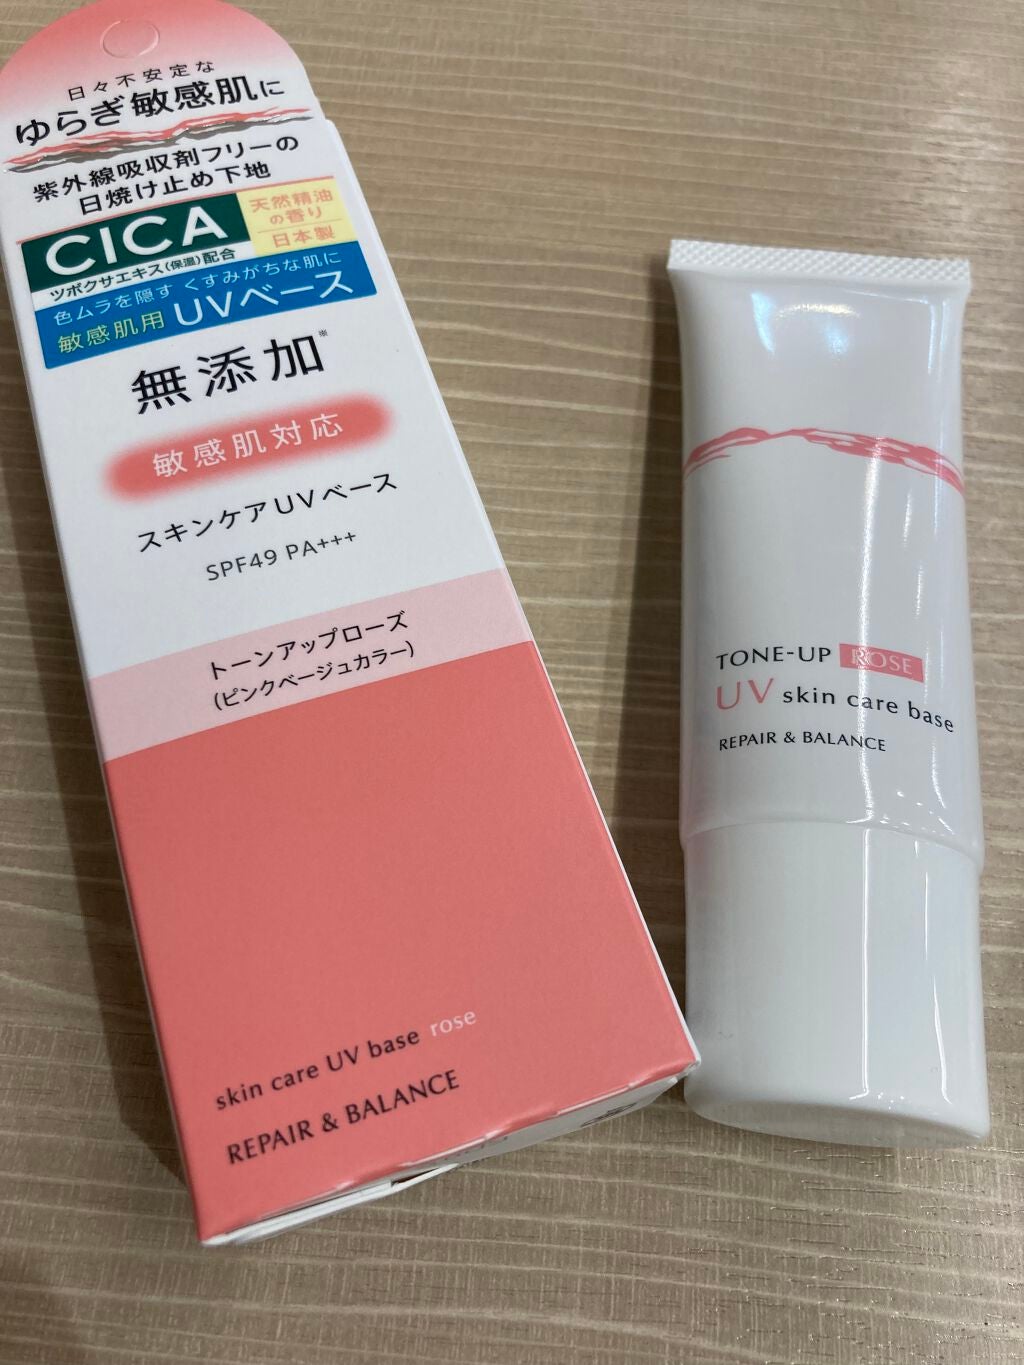 日々不安定な
ゆらぎ敏感肌に
紫外線吸収剤フリーの
日焼け止め下地
CICA
ツボクサエキス(保湿)配合
天然精油
の香り
日本製
色ムラを隠す くすみがちな肌に
敏感肌用 UVベース
無添加※
敏感肌対応
スキンケアUVベース
SPF49 PA+++
トーンアップローズ
(ピンクベージュカラー)
skin care UV base rose
REPAIR & BALANCE
TONE-UP ROSE
UV skin care base
REPAIR & BALANCE